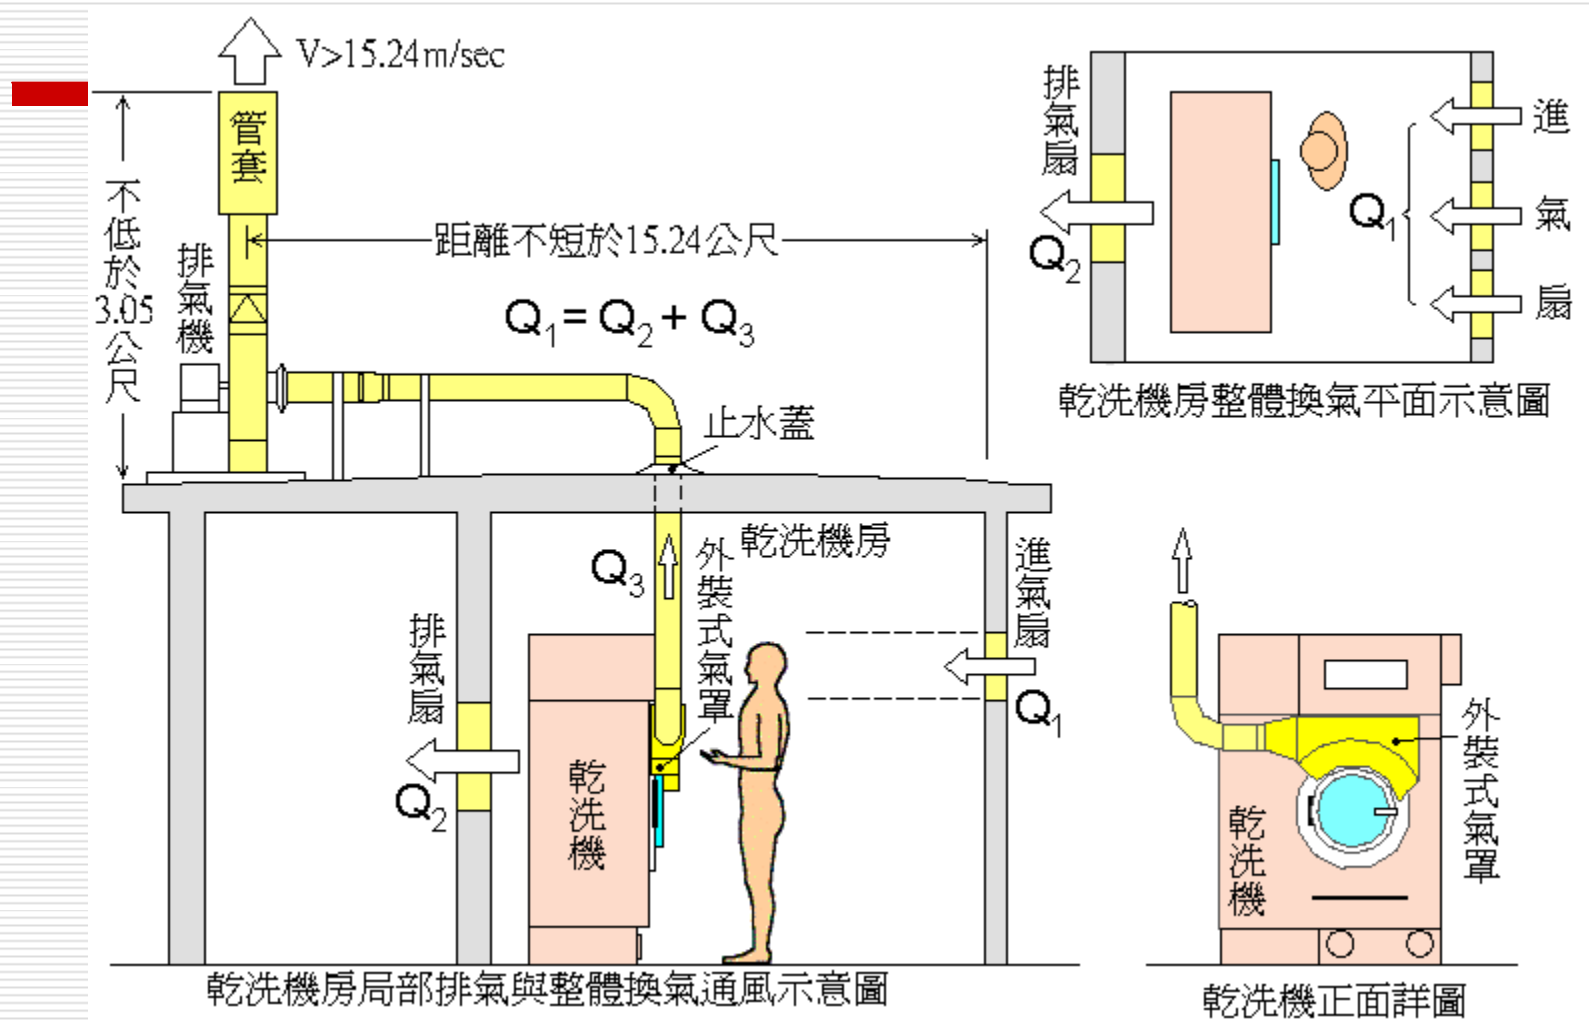 V>15.24m/sec
管套
不低於3.05公尺
排氣機
距離不短於15.24公尺
Q₁=Q₂+Q₃
止水蓋
乾洗機房
Q₃
外裝式氣罩
進氣扇
Q₁
排氣扇
Q₂
乾洗機
乾洗機房局部排氣與整體換氣通風示意圖
排氣扇
Q₂
Q₁
進氣扇
乾洗機房整體換氣平面示意圖
外裝式氣罩
乾洗機
乾洗機正面詳圖